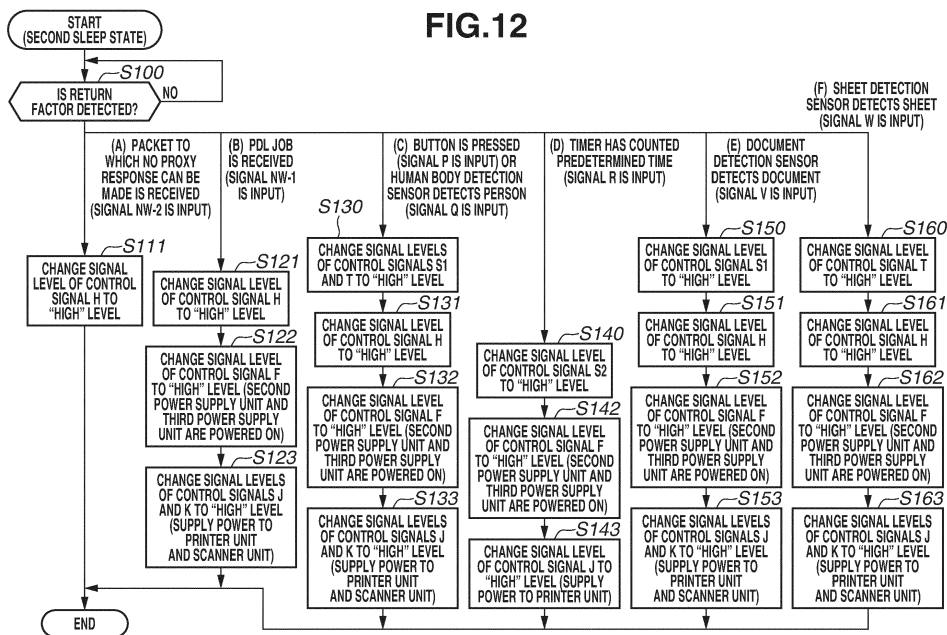 FIG.12
START
(SECOND SLEEP STATE)
S100
IS RETURN
FACTOR DETECTED?
NO
(A) PACKET TO
WHICH NO PROXY
RESPONSE CAN BE
MADE IS RECEIVED
(SIGNAL NW-2 IS INPUT)
S111
CHANGE SIGNAL
LEVEL OF CONTROL
SIGNAL H TO
“HIGH” LEVEL
(B) PDL JOB
IS RECEIVED
(SIGNAL NW-1
IS INPUT)
S121
CHANGE SIGNAL LEVEL
OF CONTROL SIGNAL H
TO “HIGH” LEVEL
S122
CHANGE SIGNAL LEVEL
OF CONTROL SIGNAL F
TO “HIGH” LEVEL (SECOND
POWER SUPPLY UNIT AND
THIRD POWER SUPPLY
UNIT ARE POWERED ON)
S123
CHANGE SIGNAL LEVELS
OF CONTROL SIGNALS J
AND K TO “HIGH” LEVEL
(SUPPLY POWER TO
PRINTER UNIT
AND SCANNER UNIT)
(C) BUTTON IS PRESSED
(SIGNAL P IS INPUT) OR
HUMAN BODY DETECTION
SENSOR DETECTS PERSON
(SIGNAL Q IS INPUT)
S130
CHANGE SIGNAL LEVELS
OF CONTROL SIGNALS S1
AND T TO “HIGH” LEVEL
S131
CHANGE SIGNAL LEVEL
OF CONTROL SIGNAL H
TO “HIGH” LEVEL
S132
CHANGE SIGNAL LEVEL
OF CONTROL SIGNAL F
TO “HIGH” LEVEL (SECOND
POWER SUPPLY UNIT AND
THIRD POWER SUPPLY
UNIT ARE POWERED ON)
S133
CHANGE SIGNAL LEVELS
OF CONTROL SIGNALS J
AND K TO “HIGH” LEVEL
(SUPPLY POWER TO
PRINTER UNIT
AND SCANNER UNIT)
(D) TIMER HAS COUNTED
PREDETERMINED TIME
(SIGNAL R IS INPUT)
S140
CHANGE SIGNAL LEVEL
OF CONTROL SIGNAL S2
TO “HIGH” LEVEL
S142
CHANGE SIGNAL LEVEL
OF CONTROL SIGNAL F
TO “HIGH” LEVEL (SECOND
POWER SUPPLY UNIT AND
THIRD POWER SUPPLY
UNIT ARE POWERED ON)
S143
CHANGE SIGNAL LEVEL
OF CONTROL SIGNAL J TO
“HIGH” LEVEL (SUPPLY
POWER TO PRINTER UNIT)
(E) DOCUMENT
DETECTION SENSOR
DETECTS DOCUMENT
(SIGNAL V IS INPUT)
S150
CHANGE SIGNAL LEVEL
OF CONTROL SIGNAL S1
TO “HIGH” LEVEL
S151
CHANGE SIGNAL LEVEL
OF CONTROL SIGNAL H
TO “HIGH” LEVEL
S152
CHANGE SIGNAL LEVEL
OF CONTROL SIGNAL F
TO “HIGH” LEVEL (SECOND
POWER SUPPLY UNIT AND
THIRD POWER SUPPLY
UNIT ARE POWERED ON)
S153
CHANGE SIGNAL LEVELS
OF CONTROL SIGNALS J
AND K TO “HIGH” LEVEL
(SUPPLY POWER TO
PRINTER UNIT
AND SCANNER UNIT)
(F) SHEET DETECTION
SENSOR DETECTS SHEET
(SIGNAL W IS INPUT)
S160
CHANGE SIGNAL LEVEL
OF CONTROL SIGNAL T
TO “HIGH” LEVEL
S161
CHANGE SIGNAL LEVEL
OF CONTROL SIGNAL H
TO “HIGH” LEVEL
S162
CHANGE SIGNAL LEVEL
OF CONTROL SIGNAL F
TO “HIGH” LEVEL (SECOND
POWER SUPPLY UNIT AND
THIRD POWER SUPPLY
UNIT ARE POWERED ON)
S163
CHANGE SIGNAL LEVELS
OF CONTROL SIGNALS J
AND K TO “HIGH” LEVEL
(SUPPLY POWER TO
PRINTER UNIT
AND SCANNER UNIT)
END